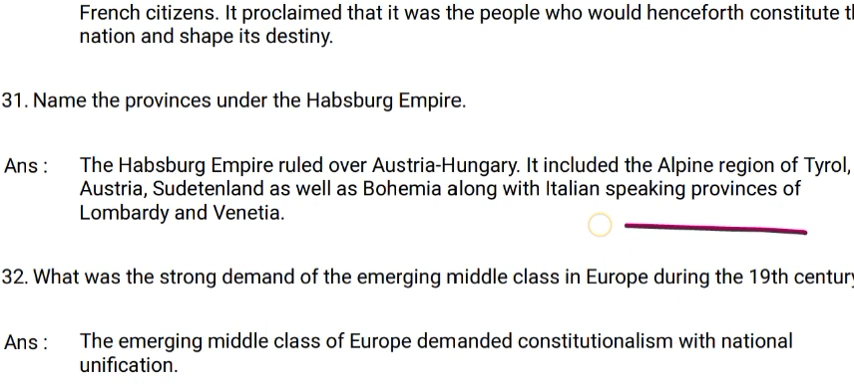 French citizens. It proclaimed that it was the people who would henceforth constitute
nation and shape its destiny.
31. Name the provinces under the Habsburg Empire.
Ans : The Habsburg Empire ruled over Austria-Hungary. It included the Alpine region of Tyrol,
Austria, Sudetenland as well as Bohemia along with Italian speaking provinces of
Lombardy and Venetia.
32. What was the strong demand of the emerging middle class in Europe during the 19th century
Ans : The emerging middle class of Europe demanded constitutionalism with national
unification.